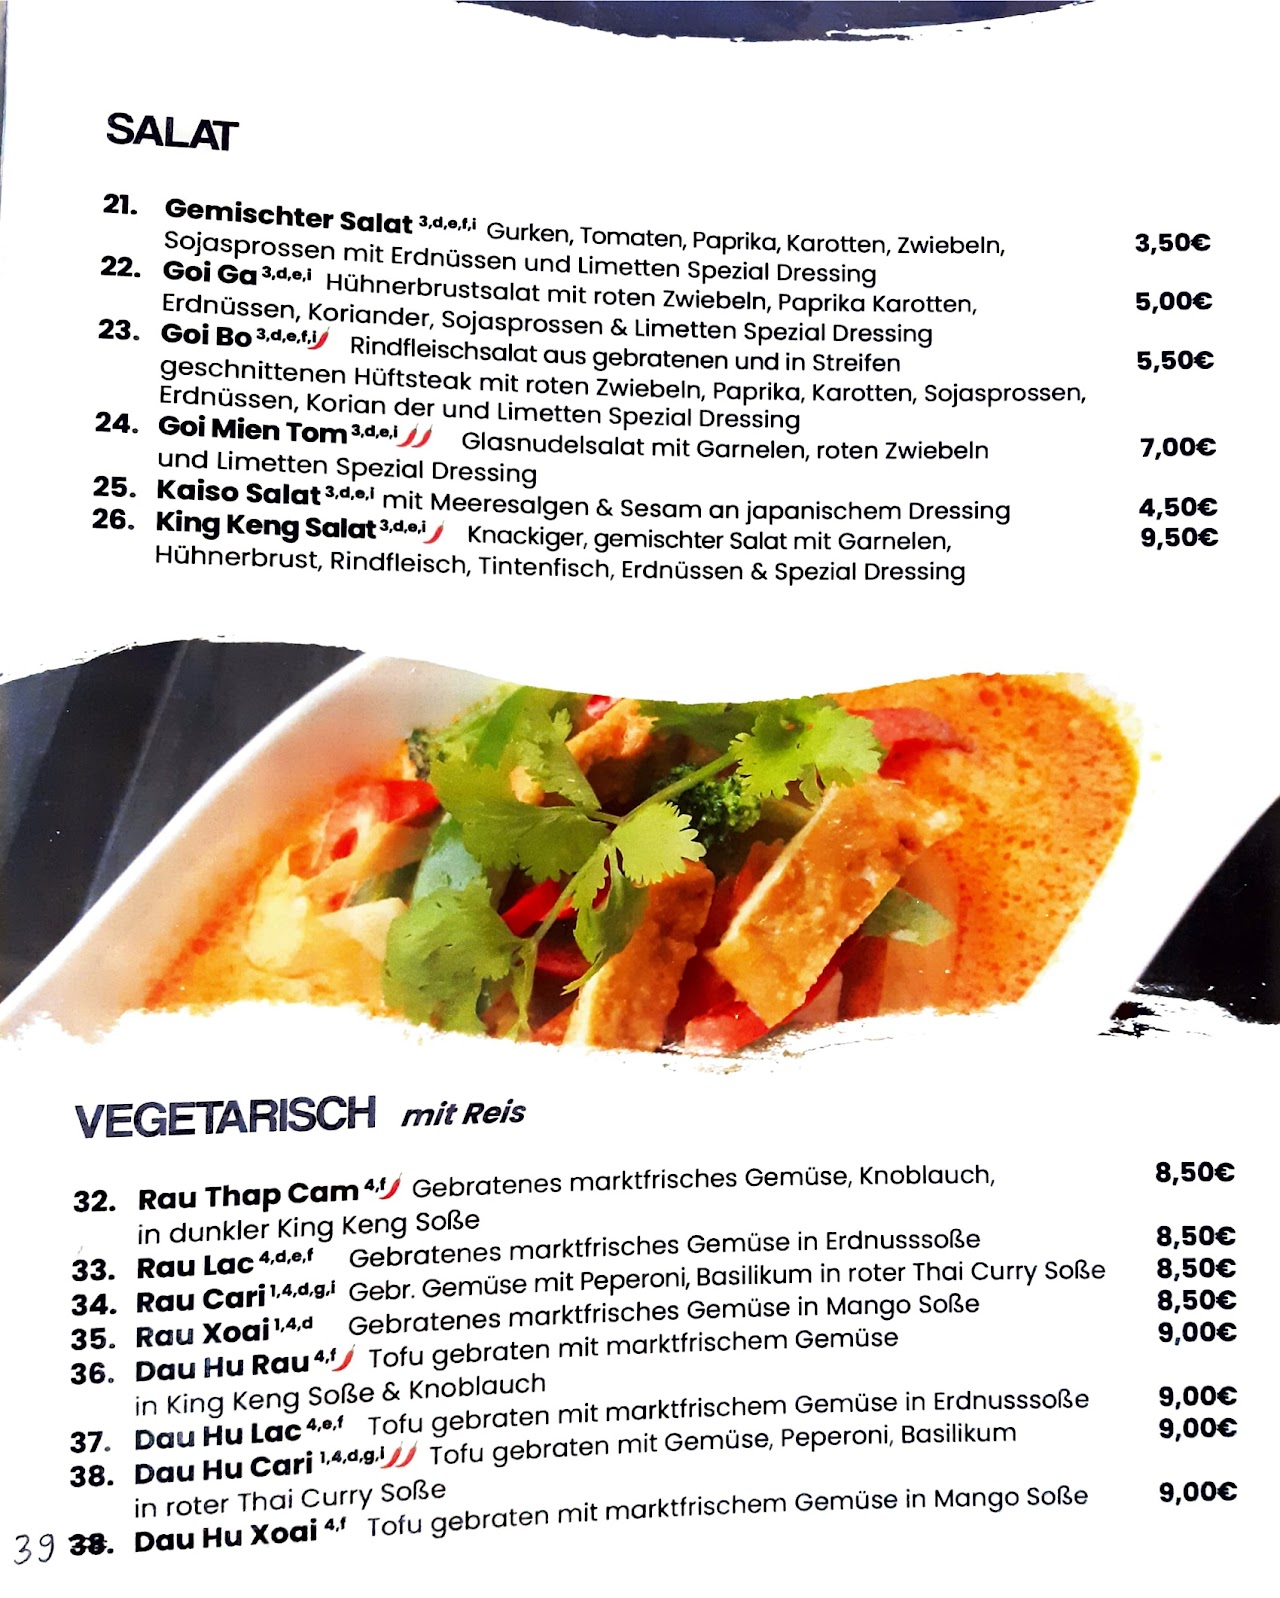 SALAT
21. Gemischter Salat 3,d,e,f,i Gurken, Tomaten, Paprika, Karotten, Zwiebeln, 3,50€
Sojasprossen mit Erdnüssen und Limetten Spezial Dressing
22. Goi Ga 3,d,e,i Hühnerbrustsalat mit roten Zwiebeln, Paprika Karotten, 5,00€
Erdnüssen, Koriander, Sojasprossen & Limetten Spezial Dressing
23. Goi Bo 3,d,e,f,i Rindfleischsalat aus gebratenen und in Streifen 5,50€
geschnittenen Hüftsteak mit roten Zwiebeln, Paprika, Karotten, Sojasprossen,
Erdnüssen, Korian der und Limetten Spezial Dressing
24. Goi Mien Tom 3,d,e,i Glasnudelsalat mit Garnelen, roten Zwiebeln 7,00€
und Limetten Spezial Dressing
25. Kaiso Salat 3,d,e,i mit Meeresalgen & Sesam an japanischem Dressing 4,50€
26. King Keng Salat 3,d,e,i Knackiger, gemischter Salat mit Garnelen, 9,50€
Hühnerbrust, Rindfleisch, Tintenfisch, Erdnüssen & Spezial Dressing
VEGETARISCH mit Reis
32. Rau Thap Cam 4,f Gebratenes marktfrisches Gemüse, Knoblauch, 8,50€
in dunkler King Keng Soße
33. Rau Lac 4,d,e,f Gebratenes marktfrisches Gemüse in Erdnusssoße 8,50€
34. Rau Cari 1,4,d,g,i Gebr. Gemüse mit Peperoni, Basilikum in roter Thai Curry Soße 8,50€
35. Rau Xoai 1,4,d Gebratenes marktfrisches Gemüse in Mango Soße 8,50€
36. Dau Hu Rau 4,f Tofu gebraten mit marktfrischem Gemüse 9,00€
in King Keng Soße & Knoblauch
37. Dau Hu Lac 4,e,f Tofu gebraten mit marktfrischem Gemüse in Erdnusssoße 9,00€
38. Dau Hu Cari 1,4,d,g,i Tofu gebraten mit Gemüse, Peperoni, Basilikum 9,00€
in roter Thai Curry Soße
39 38. Dau Hu Xoai 4,f Tofu gebraten mit marktfrischem Gemüse in Mango Soße 9,00€